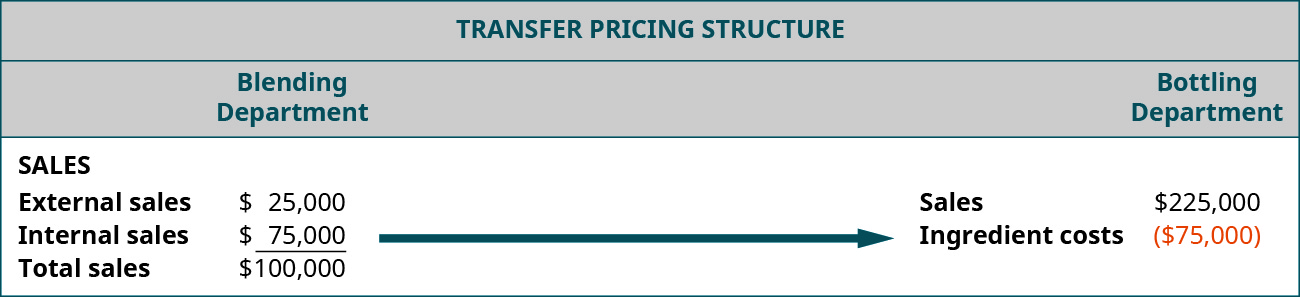 TRANSFER PRICING STRUCTURE
Blending Department
Bottling Department
SALES
External sales $ 25,000 Sales $225,000
Internal sales $ 75,000 Ingredient costs ($75,000)
Total sales $100,000